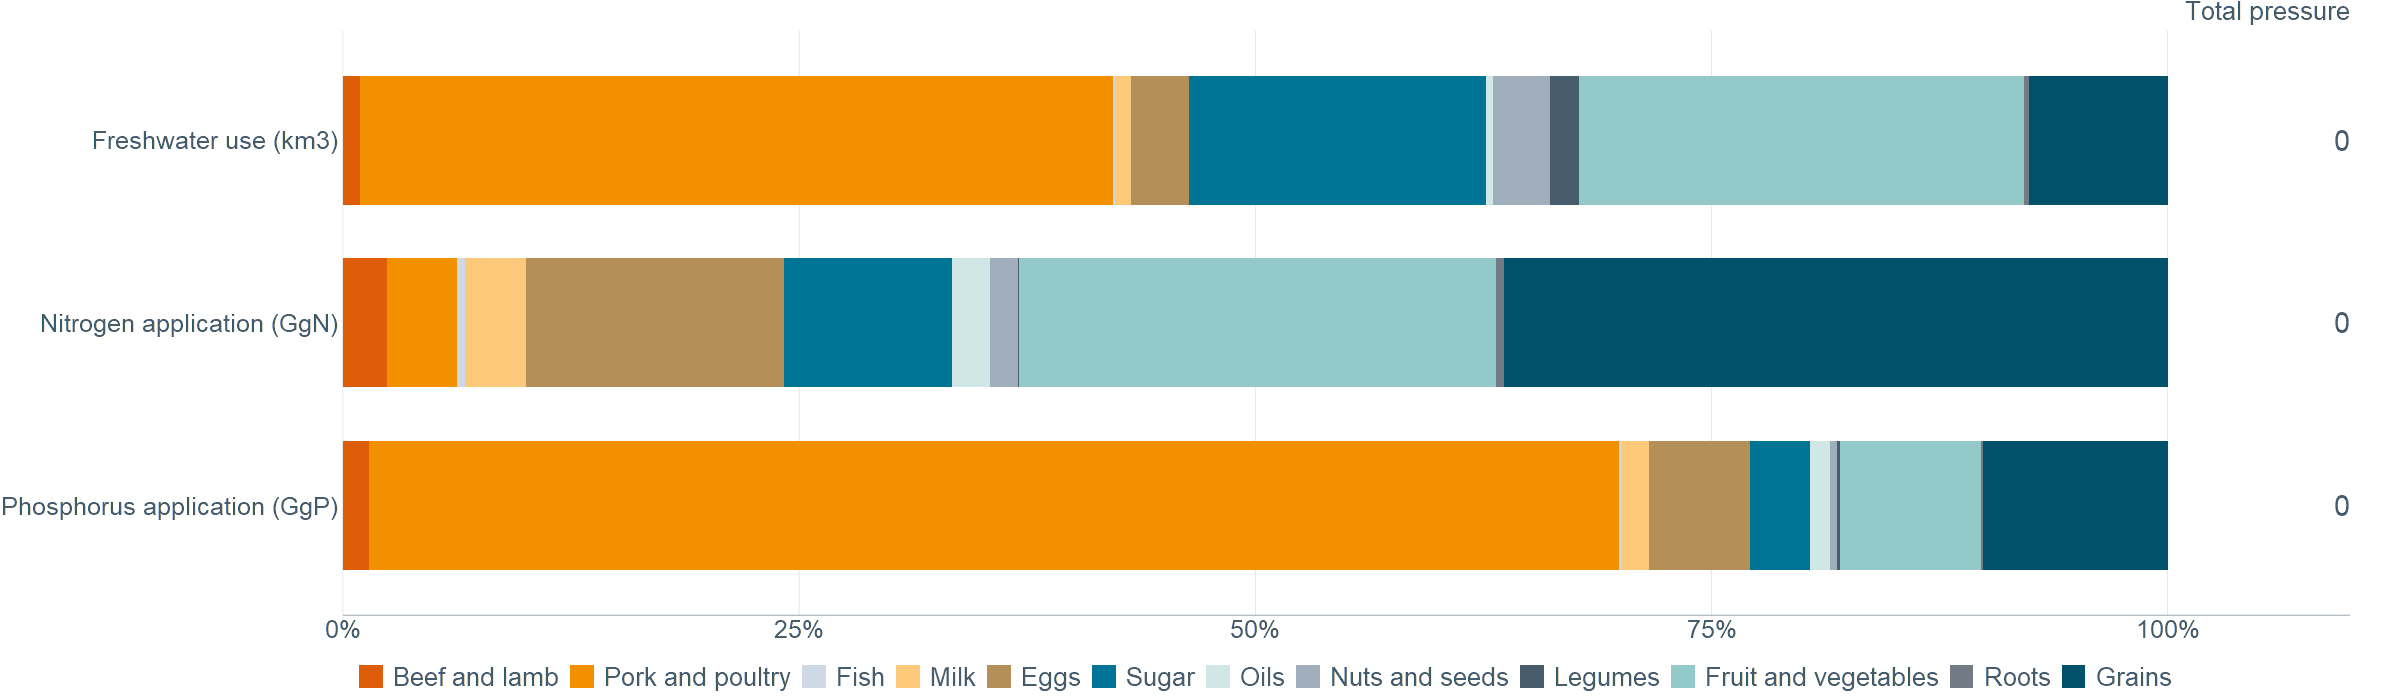 Total pressure
Freshwater use (km3)
0
Nitrogen application (GgN)
0
Phosphorus application (GgP)
0
0% 25% 50% 75% 100%
Beef and lamb Pork and poultry Fish Milk Eggs Sugar Oils Nuts and seeds Legumes Fruit and vegetables Roots Grains